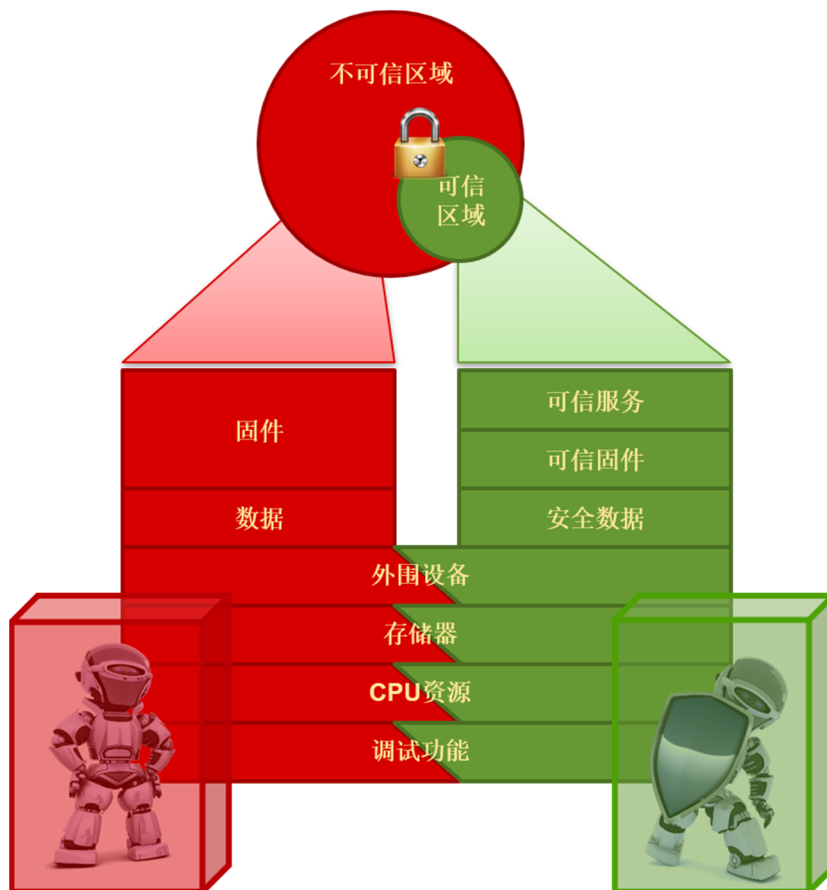 不可信区域
可信
区域
固件
可信服务
可信固件
数据
安全数据
外围设备
存储器
CPU资源
调试功能